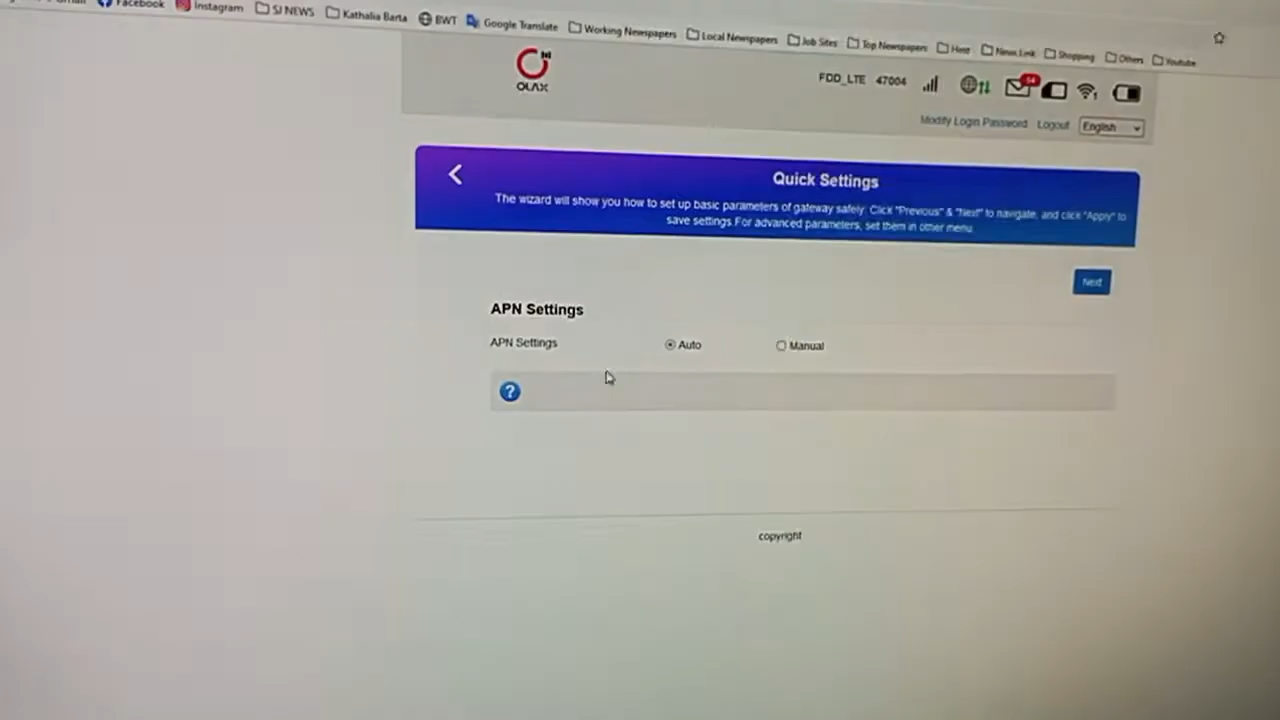 Facebook Instagram SJ NEWS Kathalia Barta BWT Google Translate Working Newspapers Local Newspapers Job Sites Top Newspapers News Link Shopping Others Youtube
OLAX
FDD_LTE 47004 54
Modify Login Password Logout English
Quick Settings
The wizard will show you how to set up basic parameters of gateway safely. Click "Previous" & "Next" to navigate, and click "Apply" to
save settings.For advanced parameters, set them in other menu.
Next
APN Settings
APN Settings Auto Manual
?
copyright